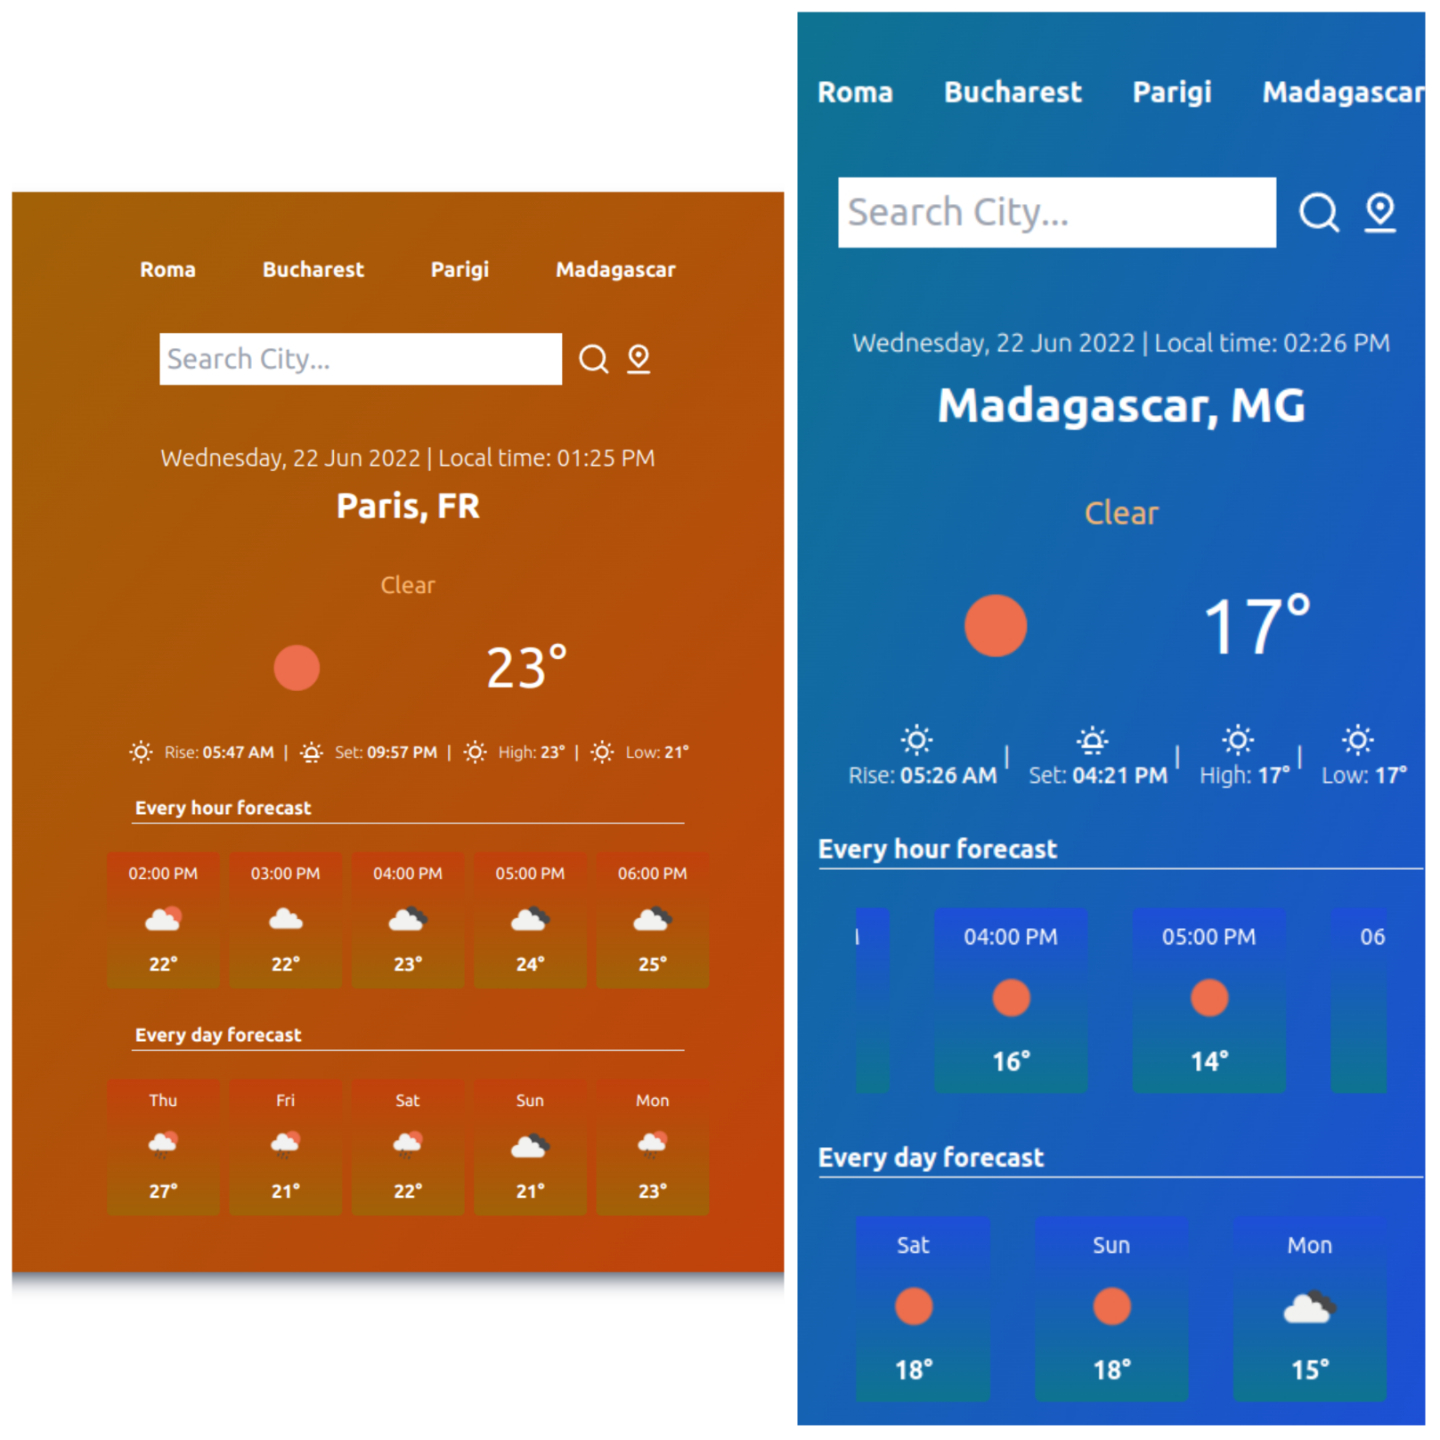 Roma Bucharest Parigi Madagascar
Search City...
Wednesday, 22 Jun 2022 | Local time: 01:25 PM
Paris, FR
Clear
23°
Rise: 05:47 AM | Set: 09:57 PM | High: 23° | Low: 21°
Every hour forecast
02:00 PM 03:00 PM 04:00 PM 05:00 PM 06:00 PM
22° 22° 23° 24° 25°
Every day forecast
Thu Fri Sat Sun Mon
27° 21° 22° 21° 23°
Roma Bucharest Parigi Madagascar
Search City...
Wednesday, 22 Jun 2022 | Local time: 02:26 PM
Madagascar, MG
Clear
17°
Rise: 05:26 AM | Set: 04:21 PM | High: 17° | Low: 17°
Every hour forecast
04:00 PM 05:00 PM 06
16° 14°
Every day forecast
Sat Sun Mon
18° 18° 15°